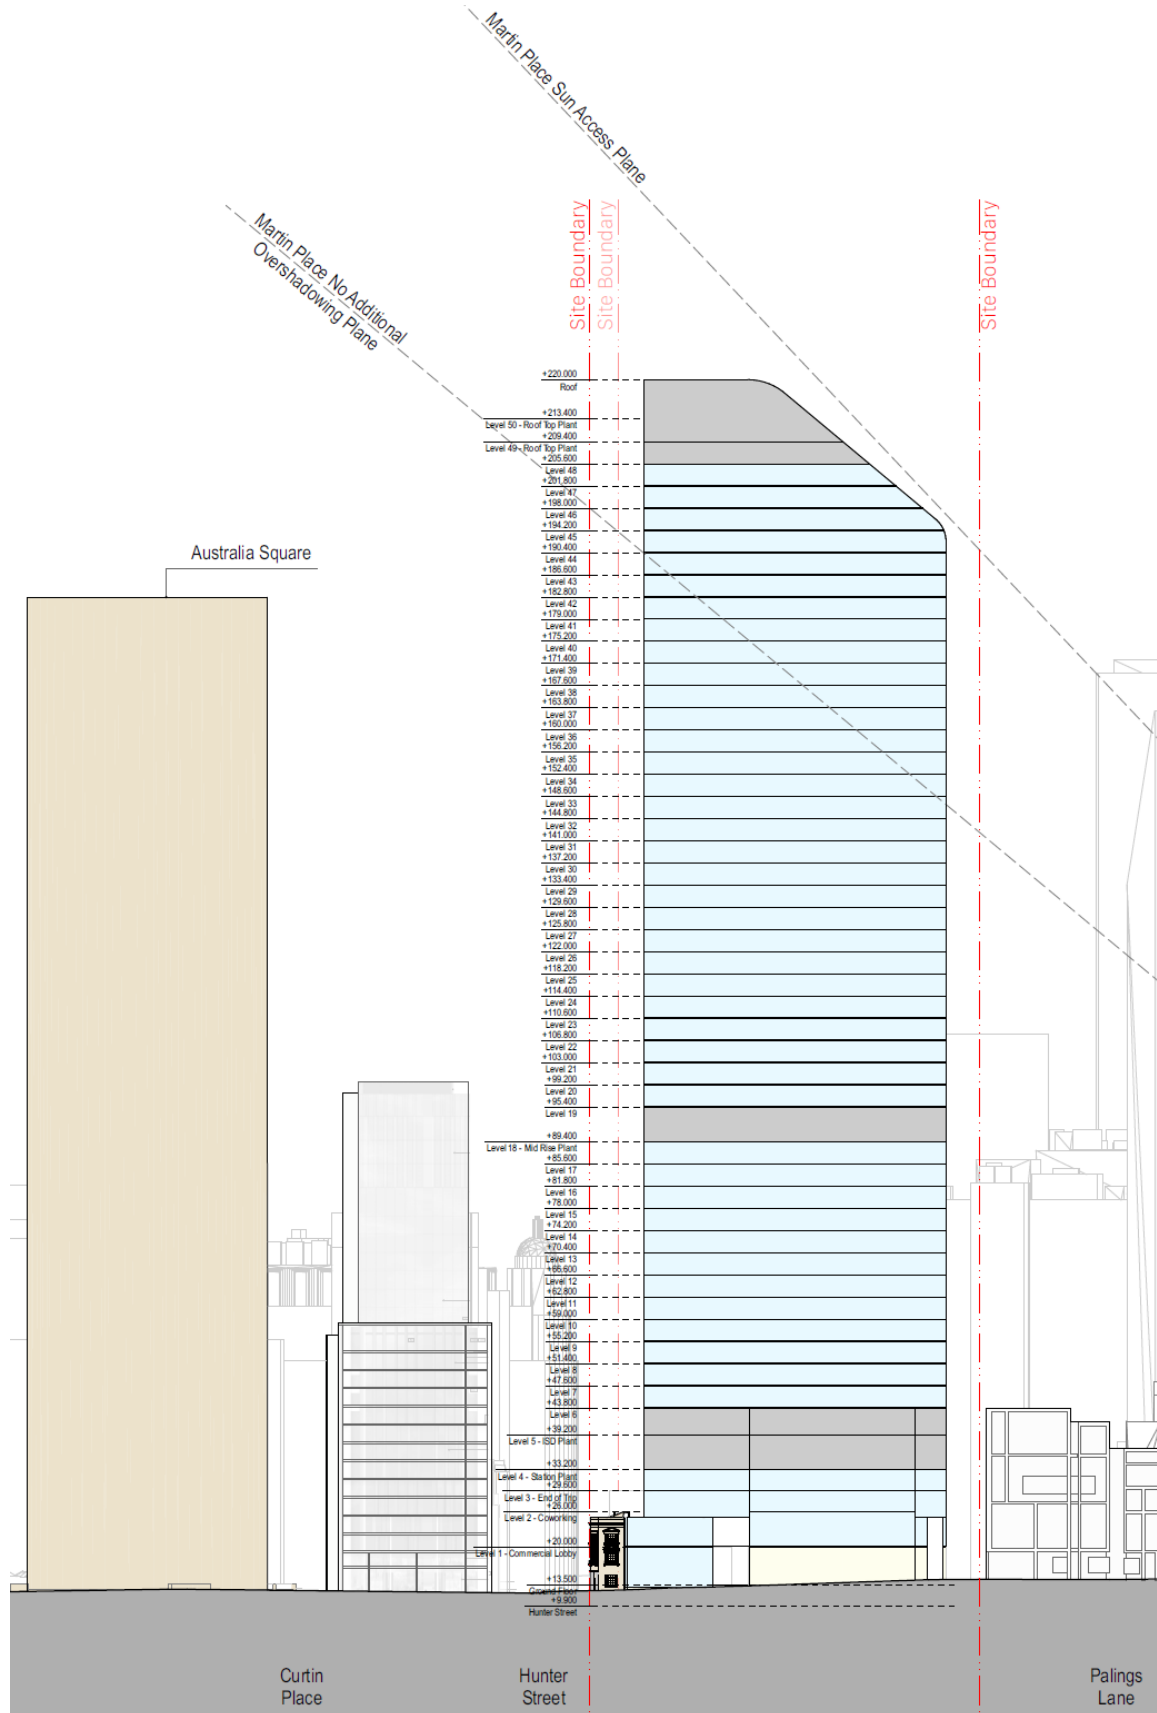 Martin Place Sun Access Plane
Martin Place No Additional
Overshadowing Plane
Site Boundary
Site Boundary
Site Boundary
+220.000
Roof
+213.400
Level 50 - Roof Top Plant
+209.400
Level 49 - Roof Top Plant
+205.600
Level 48
+201.800
Level 47
+198.000
Level 46
+194.200
Level 45
+190.400
Level 44
+186.600
Level 43
+182.800
Level 42
+179.000
Level 41
+175.200
Level 40
+171.400
Level 39
+167.600
Level 38
+163.800
Level 37
+160.000
Level 36
+156.200
Level 35
+152.400
Level 34
+148.600
Level 33
+144.800
Level 32
+141.000
Level 31
+137.200
Level 30
+133.400
Level 29
+129.600
Level 28
+125.800
Level 27
+122.000
Level 26
+118.200
Level 25
+114.400
Level 24
+110.600
Level 23
+106.800
Level 22
+103.000
Level 21
+99.200
Level 20
+95.400
Level 19
+89.400
Level 18 - Mid Rise Plant
+85.600
Level 17
+81.800
Level 16
+78.000
Level 15
+74.200
Level 14
+70.400
Level 13
+66.600
Level 12
+62.800
Level 11
+59.000
Level 10
+55.200
Level 9
+51.400
Level 8
+47.600
Level 7
+43.800
Level 6
+39.200
Level 5 - ISD Plant
+33.200
Level 4 - Station Plant
+29.600
Level 3 - End of Trip
+26.000
Level 2 - Coworking
+20.000
Level 1 - Commercial Lobby
+13.500
Ground Floor
+9.900
Hunter Street
Australia Square
Curtin
Place
Hunter
Street
Palings
Lane